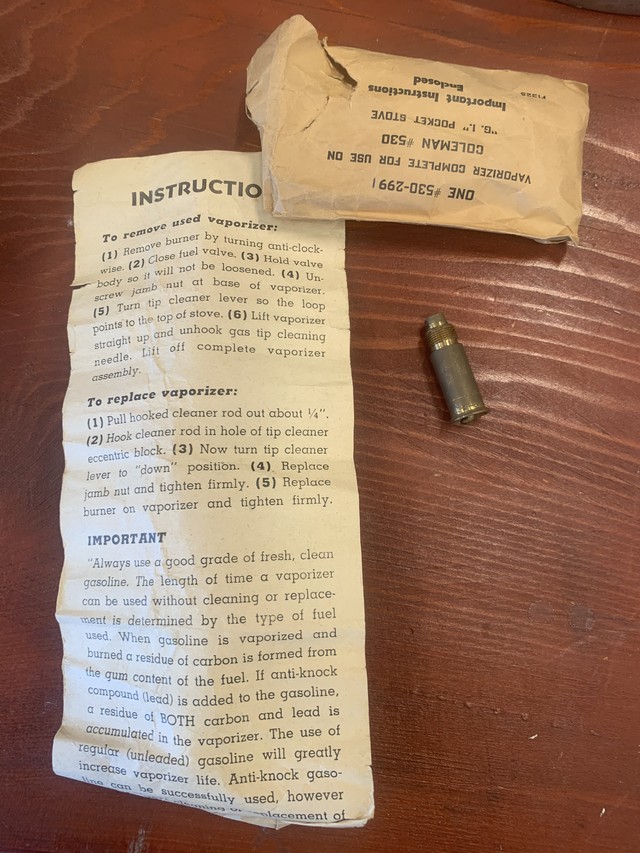 ONE #530-299
VAPORIZER COMPLETE FOR USE ON
COLEMAN #530
"G. I." POCKET STOVE
Important Instructions
Enclosed
INSTRUCTIO
To remove used vaporizer:
(1) Remove burner by turning anti-clock-
wise. (2) Close fuel valve. (3) Hold valve
body so it will not be loosened. (4) Un-
screw jamb nut at base of vaporizer.
(5) Turn tip cleaner lever so the loop
points to the top of stove. (6) Lift vaporizer
straight up and unhook gas tip cleaning
needle. Lift off complete vaporizer
assembly.
To replace vaporizer:
(1) Pull hooked cleaner rod out about ¼".
(2) Hook cleaner rod in hole of tip cleaner
eccentric block. (3) Now turn tip cleaner
lever to "down" position. (4) Replace
jamb nut and tighten firmly. (5) Replace
burner on vaporizer and tighten firmly.
IMPORTANT
"Always use a good grade of fresh, clean
gasoline. The length of time a vaporizer
can be used without cleaning or replace-
ment is determined by the type of fuel
used. When gasoline is vaporized and
burned a residue of carbon is formed from
the gum content of the fuel. If anti-knock
compound (lead) is added to the gasoline,
a residue of BOTH carbon and lead is
accumulated in the vaporizer. The use of
regular (unleaded) gasoline will greatly
increase vaporizer life. Anti-knock gaso-
line can be successfully used, however
cleaning or placement of